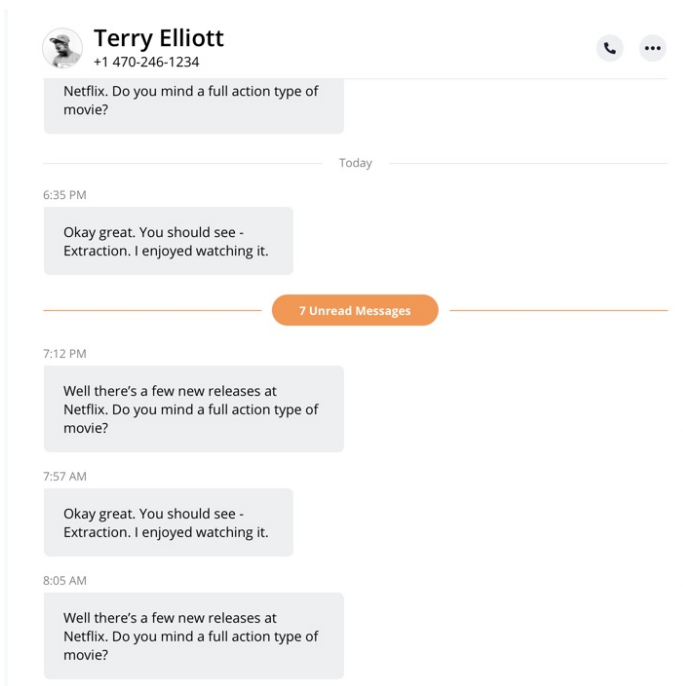 Terry Elliott
+1 470-246-1234
Netflix. Do you mind a full action type of
movie?
Today
6:35 PM
Okay great. You should see -
Extraction. I enjoyed watching it.
7 Unread Messages
7:12 PM
Well there’s a few new releases at
Netflix. Do you mind a full action type of
movie?
7:57 AM
Okay great. You should see -
Extraction. I enjoyed watching it.
8:05 AM
Well there’s a few new releases at
Netflix. Do you mind a full action type of
movie?